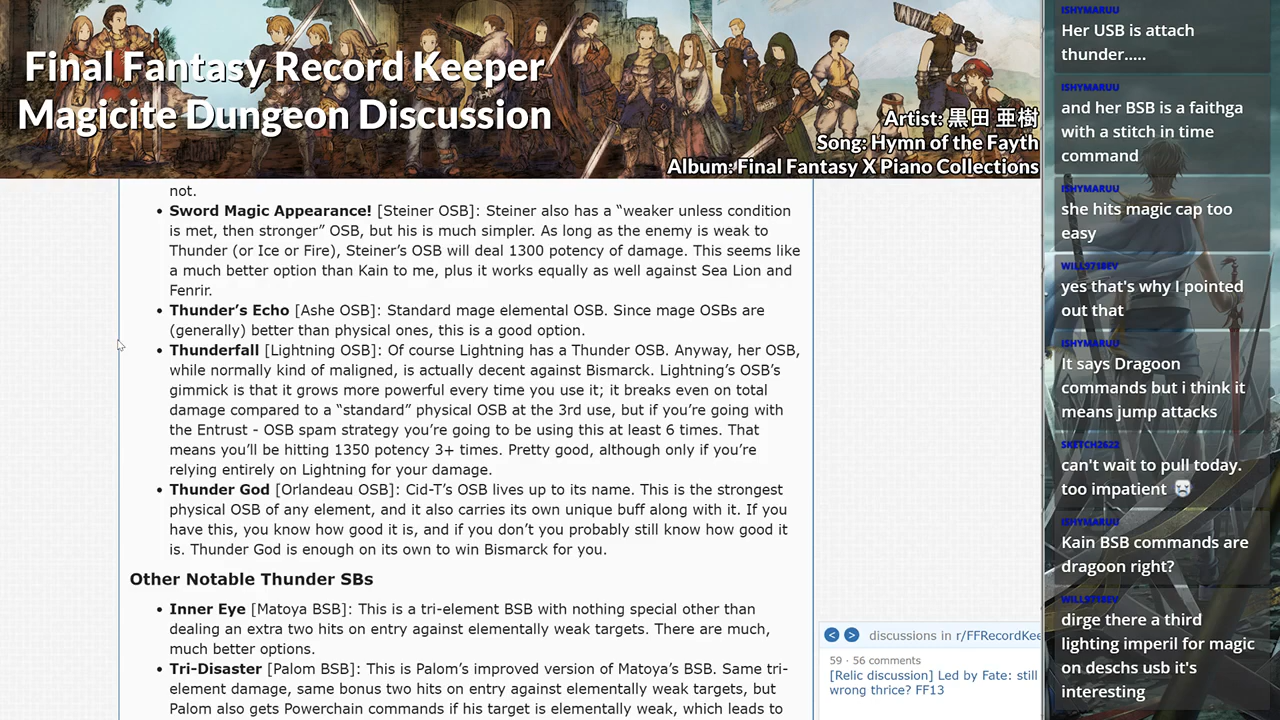 Final Fantasy Record Keeper
Magicite Dungeon Discussion
Artist: 黒田 亜樹
Song: Hymn of the Fayth
Album: Final Fantasy X Piano Collections
not.
• Sword Magic Appearance! [Steiner OSB]: Steiner also has a “weaker unless condition
is met, then stronger” OSB, but his is much simpler. As long as the enemy is weak to
Thunder (or Ice or Fire), Steiner’s OSB will deal 1300 potency of damage. This seems like
a much better option than Kain to me, plus it works equally as well against Sea Lion and
Fenrir.
• Thunder’s Echo [Ashe OSB]: Standard mage elemental OSB. Since mage OSBs are
(generally) better than physical ones, this is a good option.
• Thunderfall [Lightning OSB]: Of course Lightning has a Thunder OSB. Anyway, her OSB,
while normally kind of maligned, is actually decent against Bismarck. Lightning’s OSB’s
gimmick is that it grows more powerful every time you use it; it breaks even on total
damage compared to a “standard” physical OSB at the 3rd use, but if you’re going with
the Entrust - OSB spam strategy you’re going to be using this at least 6 times. That
means you’ll be hitting 1350 potency 3+ times. Pretty good, although only if you’re
relying entirely on Lightning for your damage.
• Thunder God [Orlandeau OSB]: Cid-T’s OSB lives up to its name. This is the strongest
physical OSB of any element, and it also carries its own unique buff along with it. If you
have this, you know how good it is, and if you don’t you probably still know how good it
is. Thunder God is enough on its own to win Bismarck for you.
Other Notable Thunder SBs
• Inner Eye [Matoya BSB]: This is a tri-element BSB with nothing special other than
dealing an extra two hits on entry against elementally weak targets. There are much,
much better options.
• Tri-Disaster [Palom BSB]: This is Palom’s improved version of Matoya’s BSB. Same tri-
element damage, same bonus two hits on entry against elementally weak targets, but
Palom also gets Powerchain commands if his target is elementally weak, which leads to
< > discussions in r/FFRecordKee
59 · 56 comments
[Relic discussion] Led by Fate: still
wrong thrice? FF13
ISHYMARUU
Her USB is attach
thunder.....
ISHYMARUU
and her BSB is a faithga
with a stitch in time
command
ISHYMARUU
she hits magic cap too
easy
WILL9718EV
yes that's why I pointed
out that
ISHYMARUU
It says Dragoon
commands but i think it
means jump attacks
SKETCH2622
can't wait to pull today.
too impatient
ISHYMARUU
Kain BSB commands are
dragoon right?
WILL9718EV
dirge there a third
lighting imperil for magic
on deschs usb it's
interesting